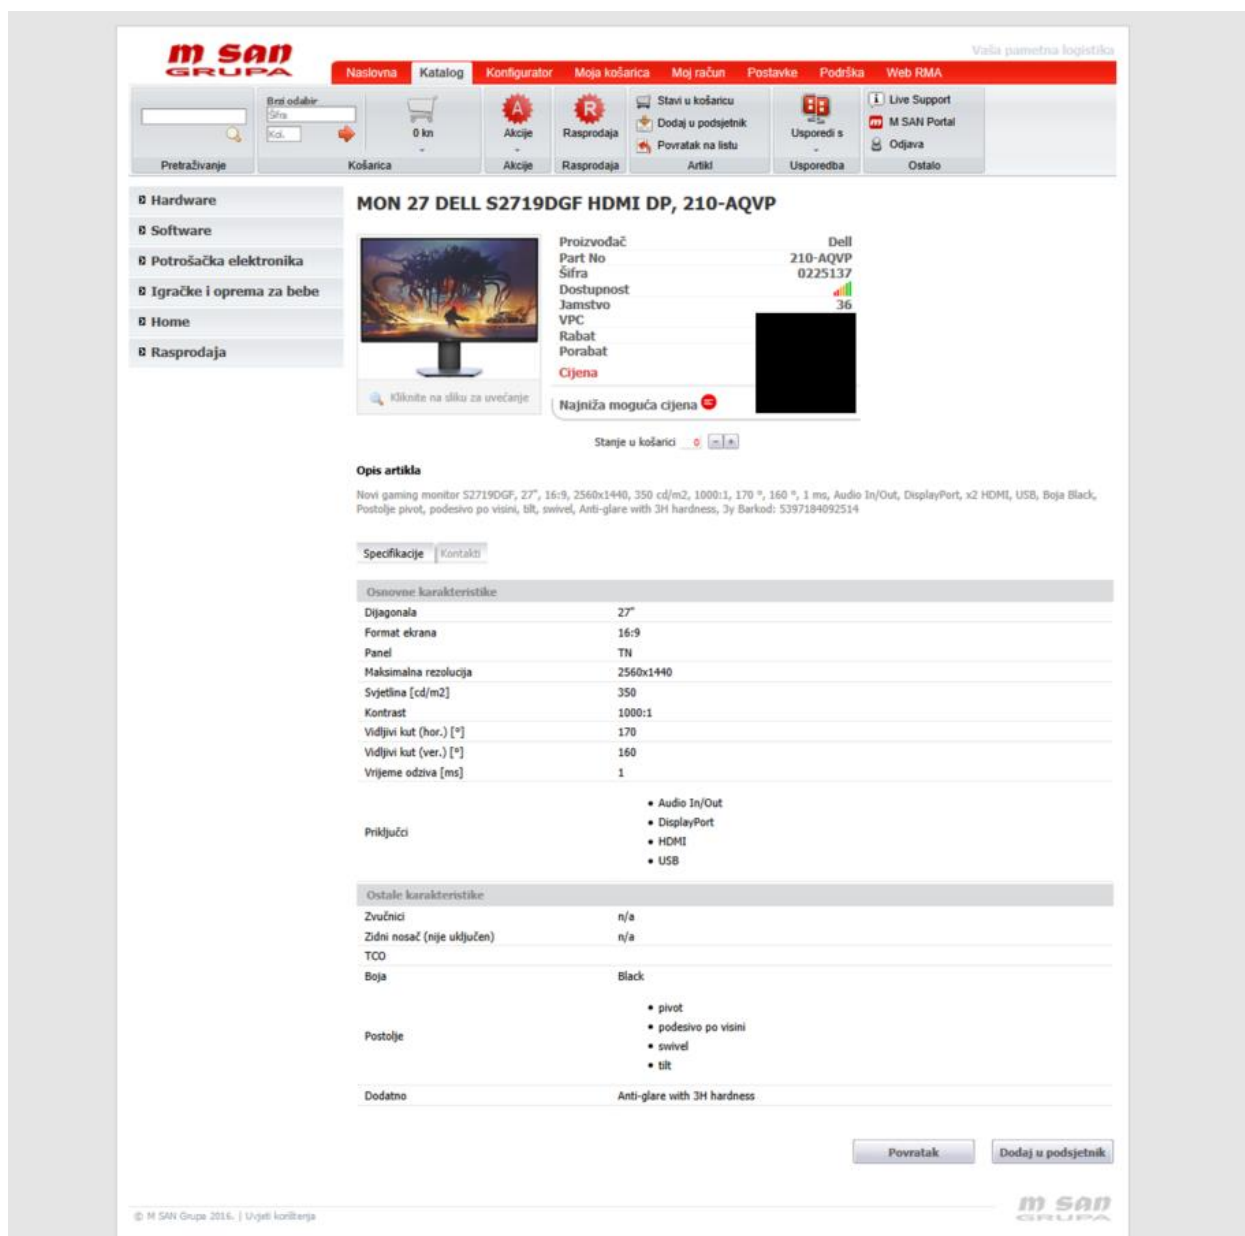 m san
GRUPA
Vaša pametna logistika
Naslovna Katalog Konfigurator Moja košarica Moj račun Postavke Podrška Web RMA
Brzi odabir
Šifra
Kol.
0 kn
Akcije
Rasprodaja
Stavi u košaricu
Dodaj u podsjetnik
Povratak na listu
Usporedi s
Live Support
M SAN Portal
Odjava
Pretraživanje Košarica Akcije Rasprodaja Artikl Usporedba Ostalo
Hardware
Software
Potrošačka elektronika
Igračke i oprema za bebe
Home
Rasprodaja
MON 27 DELL S2719DGF HDMI DP, 210-AQVP
Kliknite na sliku za uvećanje
Proizvođač Dell
Part No 210-AQVP
Šifra 0225137
Dostupnost
Jamstvo 36
VPC
Rabat
Porabat
Cijena
Najniža moguća cijena
Stanje u košarici 0 - +
Opis artikla
Novi gaming monitor S2719DGF, 27", 16:9, 2560x1440, 350 cd/m2, 1000:1, 170 °, 160 °, 1 ms, Audio In/Out, DisplayPort, x2 HDMI, USB, Boja Black,
Postolje pivot, podesivo po visini, tilt, swivel, Anti-glare with 3H hardness, 3y Barkod: 5397184092514
Specifikacije Kontakti
Osnovne karakteristike
Dijagonala 27"
Format ekrana 16:9
Panel TN
Maksimalna rezolucija 2560x1440
Svjetlina [cd/m2] 350
Kontrast 1000:1
Vidljivi kut (hor.) [°] 170
Vidljivi kut (ver.) [°] 160
Vrijeme odziva [ms] 1
Priključci
• Audio In/Out
• DisplayPort
• HDMI
• USB
Ostale karakteristike
Zvučnici n/a
Zidni nosač (nije uključen) n/a
TCO
Boja Black
Postolje
• pivot
• podesivo po visini
• swivel
• tilt
Dodatno Anti-glare with 3H hardness
Povratak Dodaj u podsjetnik
© M SAN Grupa 2016. | Uvjeti korištenja
m san
GRUPA